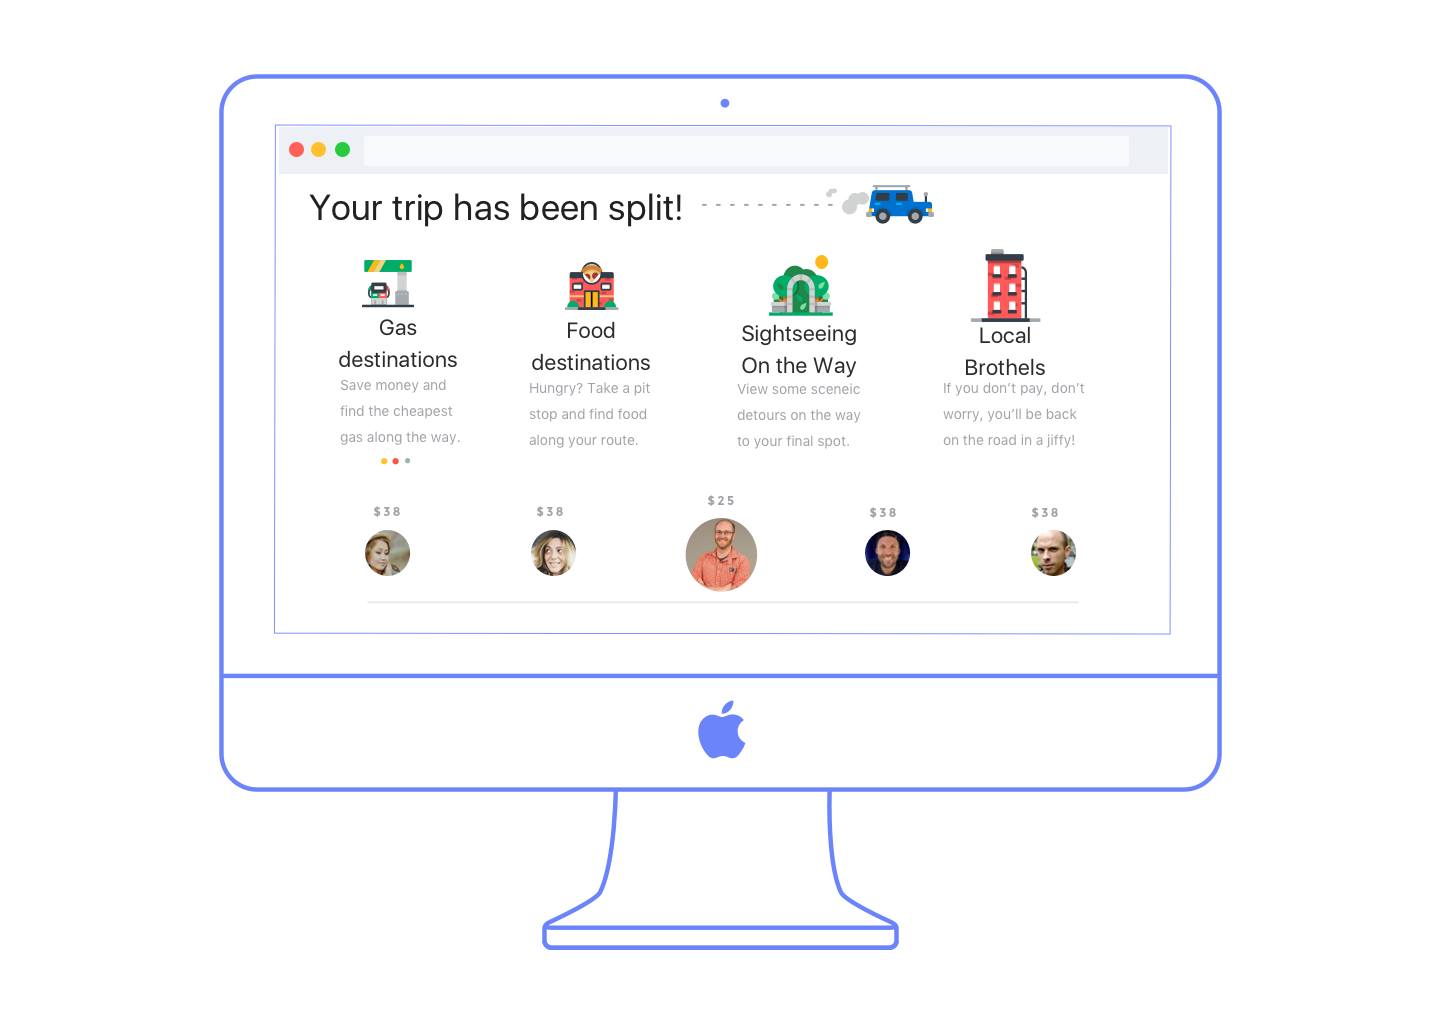 Your trip has been split!
Gas
destinations
Save money and
find the cheapest
gas along the way.
Food
destinations
Hungry? Take a pit
stop and find food
along your route.
Sightseeing
On the Way
View some sceneic
detours on the way
to your final spot.
Local
Brothels
If you don't pay, don't
worry, you'll be back
on the road in a jiffy!
$38
$38
$25
$38
$38